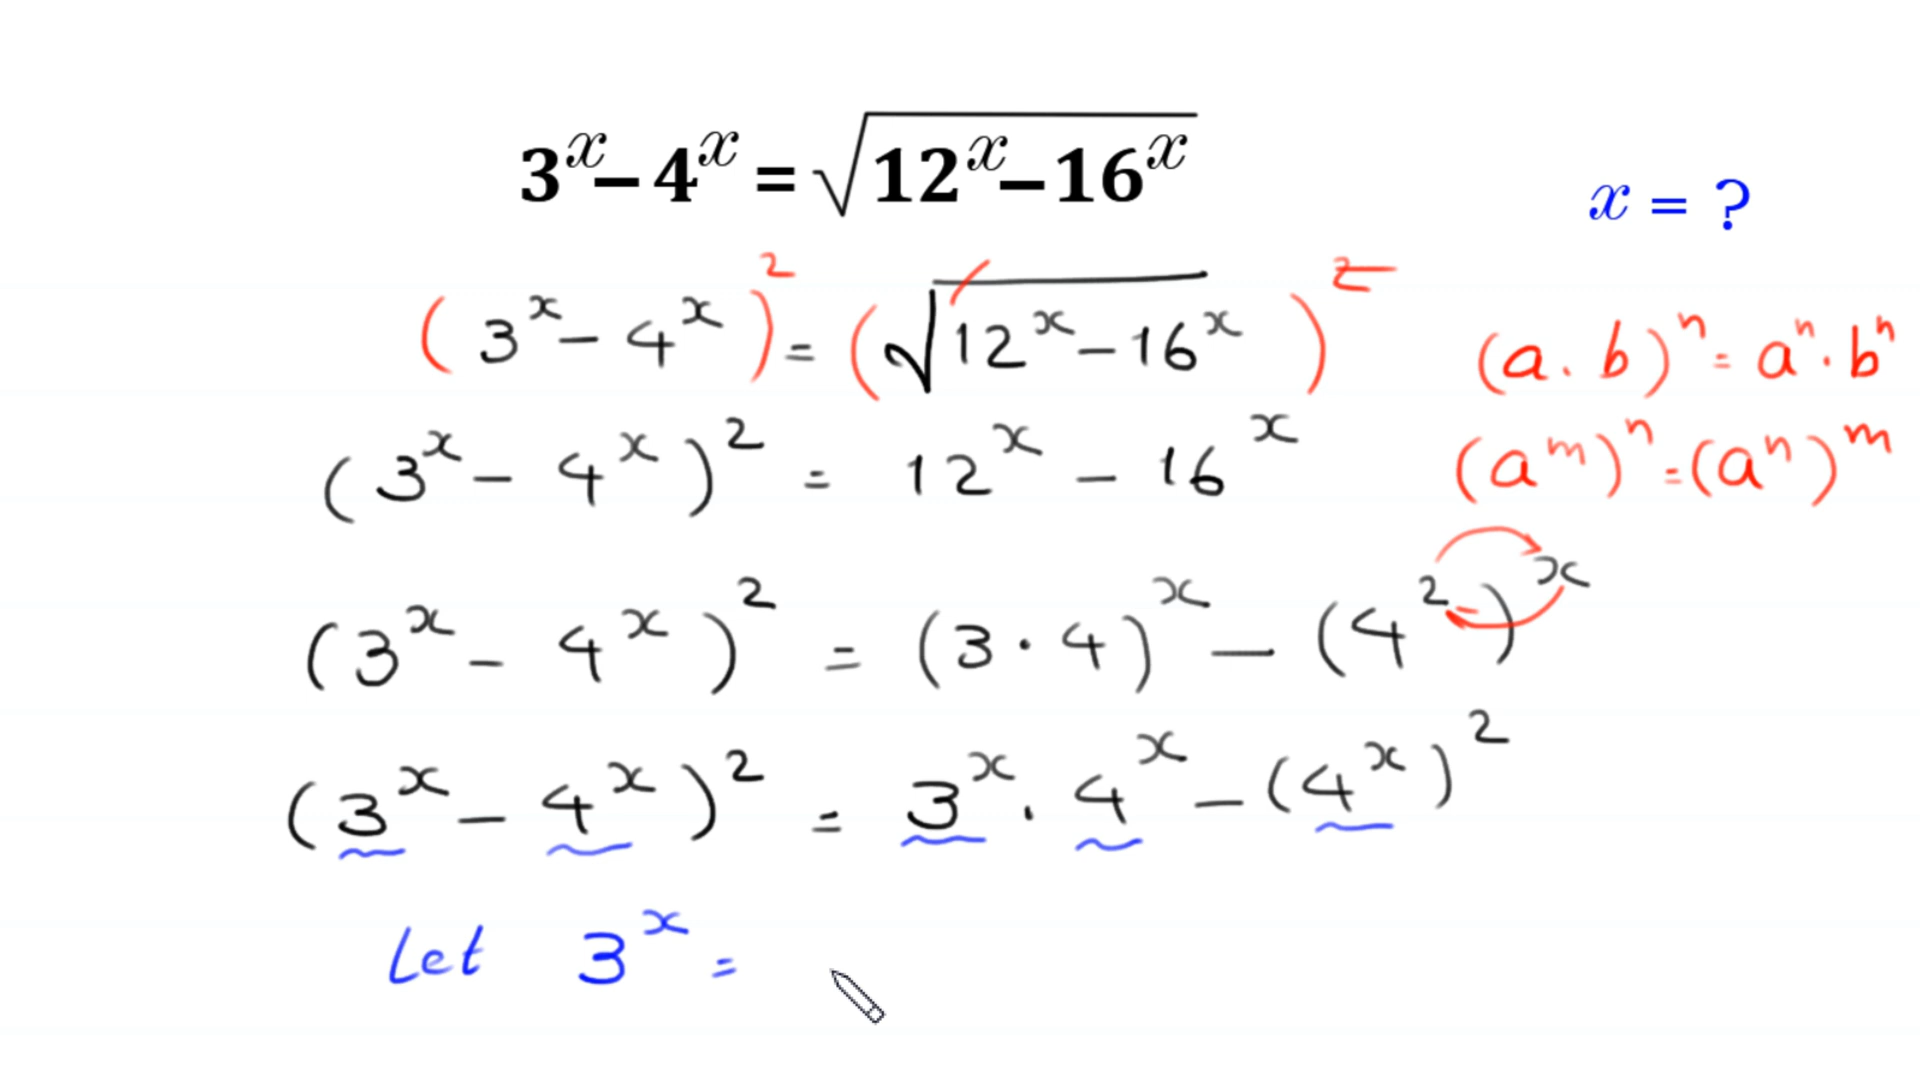 3^x – 4^x = √(12^x – 16^x)
x = ?
(3^x – 4^x)^2 = (√(12^x – 16^x))^2
(a · b)^n = a^n · b^n
(3^x – 4^x)^2 = 12^x – 16^x
(a^m)^n = (a^n)^m
(3^x – 4^x)^2 = (3 · 4)^x – (4^2)^x
(3^x – 4^x)^2 = 3^x · 4^x – (4^x)^2
Let 3^x =